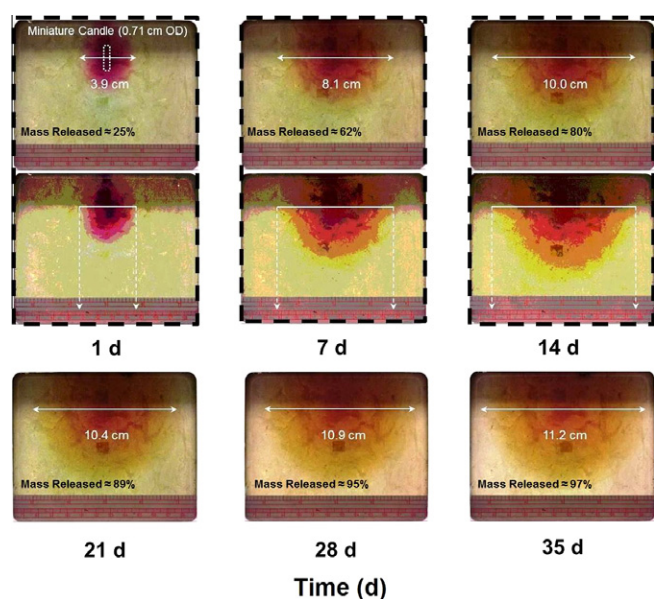 Miniature Candle (0.71 cm OD)
3.9 cm
Mass Released ≈ 25%
8.1 cm
Mass Released ≈ 62%
10.0 cm
Mass Released ≈ 80%
1 d
7 d
14 d
10.4 cm
Mass Released ≈ 89%
10.9 cm
Mass Released ≈ 95%
11.2 cm
Mass Released ≈ 97%
21 d
28 d
35 d
Time (d)